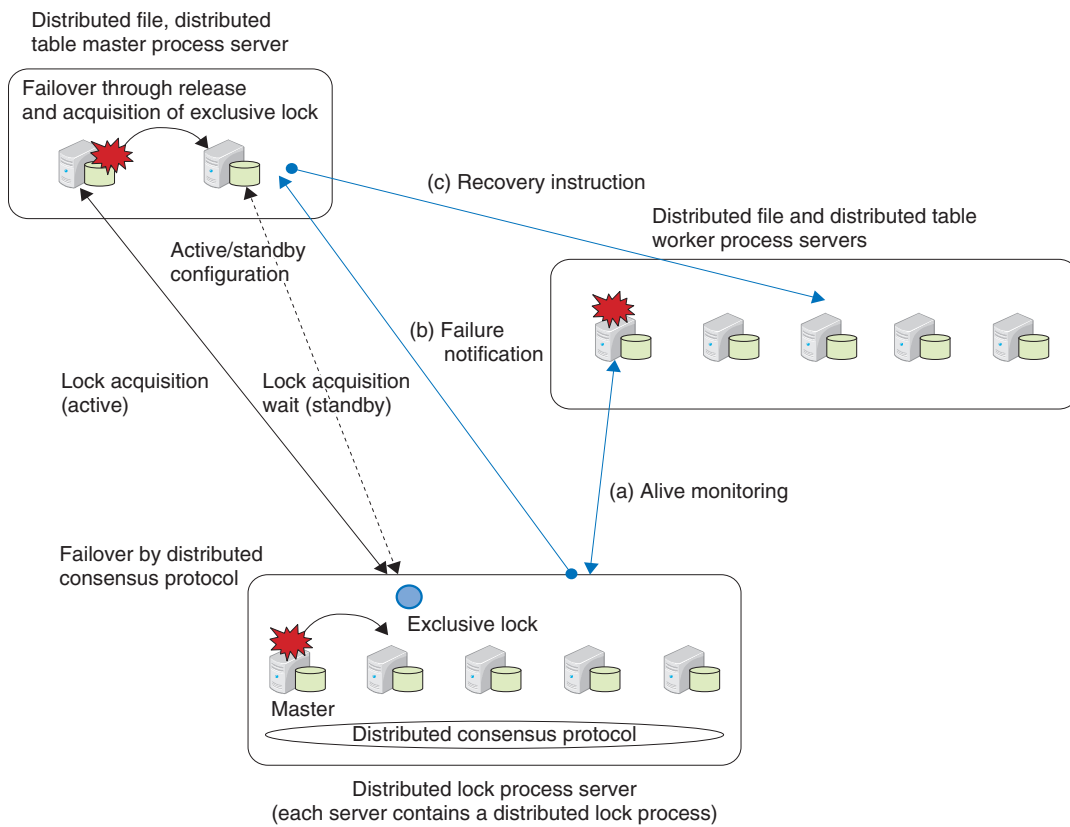 Distributed file, distributed
table master process server
Failover through release
and acquisition of exclusive lock
(c) Recovery instruction
Distributed file and distributed table
worker process servers
Active/standby
configuration
(b) Failure
notification
Lock acquisition
(active)
Lock acquisition
wait (standby)
(a) Alive monitoring
Failover by distributed
consensus protocol
Exclusive lock
Master
Distributed consensus protocol
Distributed lock process server
(each server contains a distributed lock process)